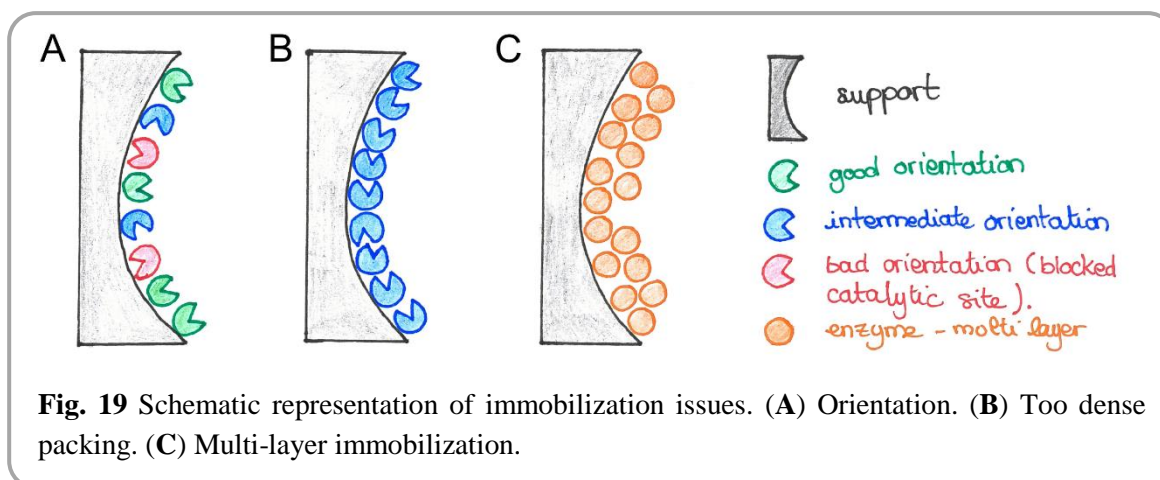 A
B
C
support
good orientation
intermediate orientation
bad orientation (blocked
catalytic site).
enzyme - molti layer
Fig. 19 Schematic representation of immobilization issues. (A) Orientation. (B) Too dense
packing. (C) Multi-layer immobilization.